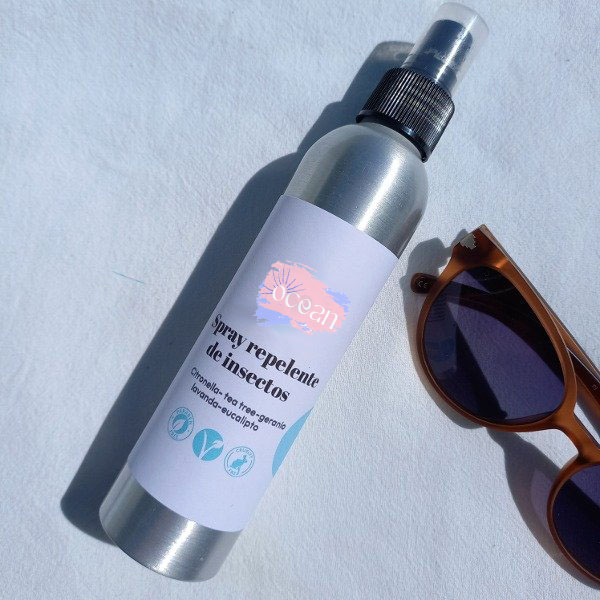 ocean
Spray repelente
de insectos
Citronella- tea tree-geranio
lavanda-eucalipto